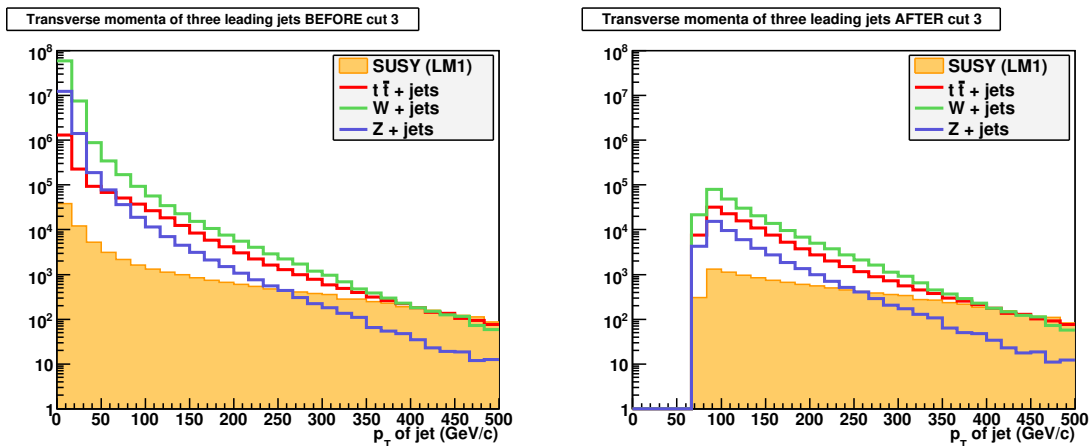 Transverse momenta of three leading jets BEFORE cut 3
10^8
10^7
10^6
10^5
10^4
10^3
10^2
10
1
SUSY (LM1)
t t̄ + jets
W + jets
Z + jets
0 50 100 150 200 250 300 350 400 450 500
p_T of jet (GeV/c)
Transverse momenta of three leading jets AFTER cut 3
10^8
10^7
10^6
10^5
10^4
10^3
10^2
10
1
SUSY (LM1)
t t̄ + jets
W + jets
Z + jets
0 50 100 150 200 250 300 350 400 450 500
p_T of jet (GeV/c)